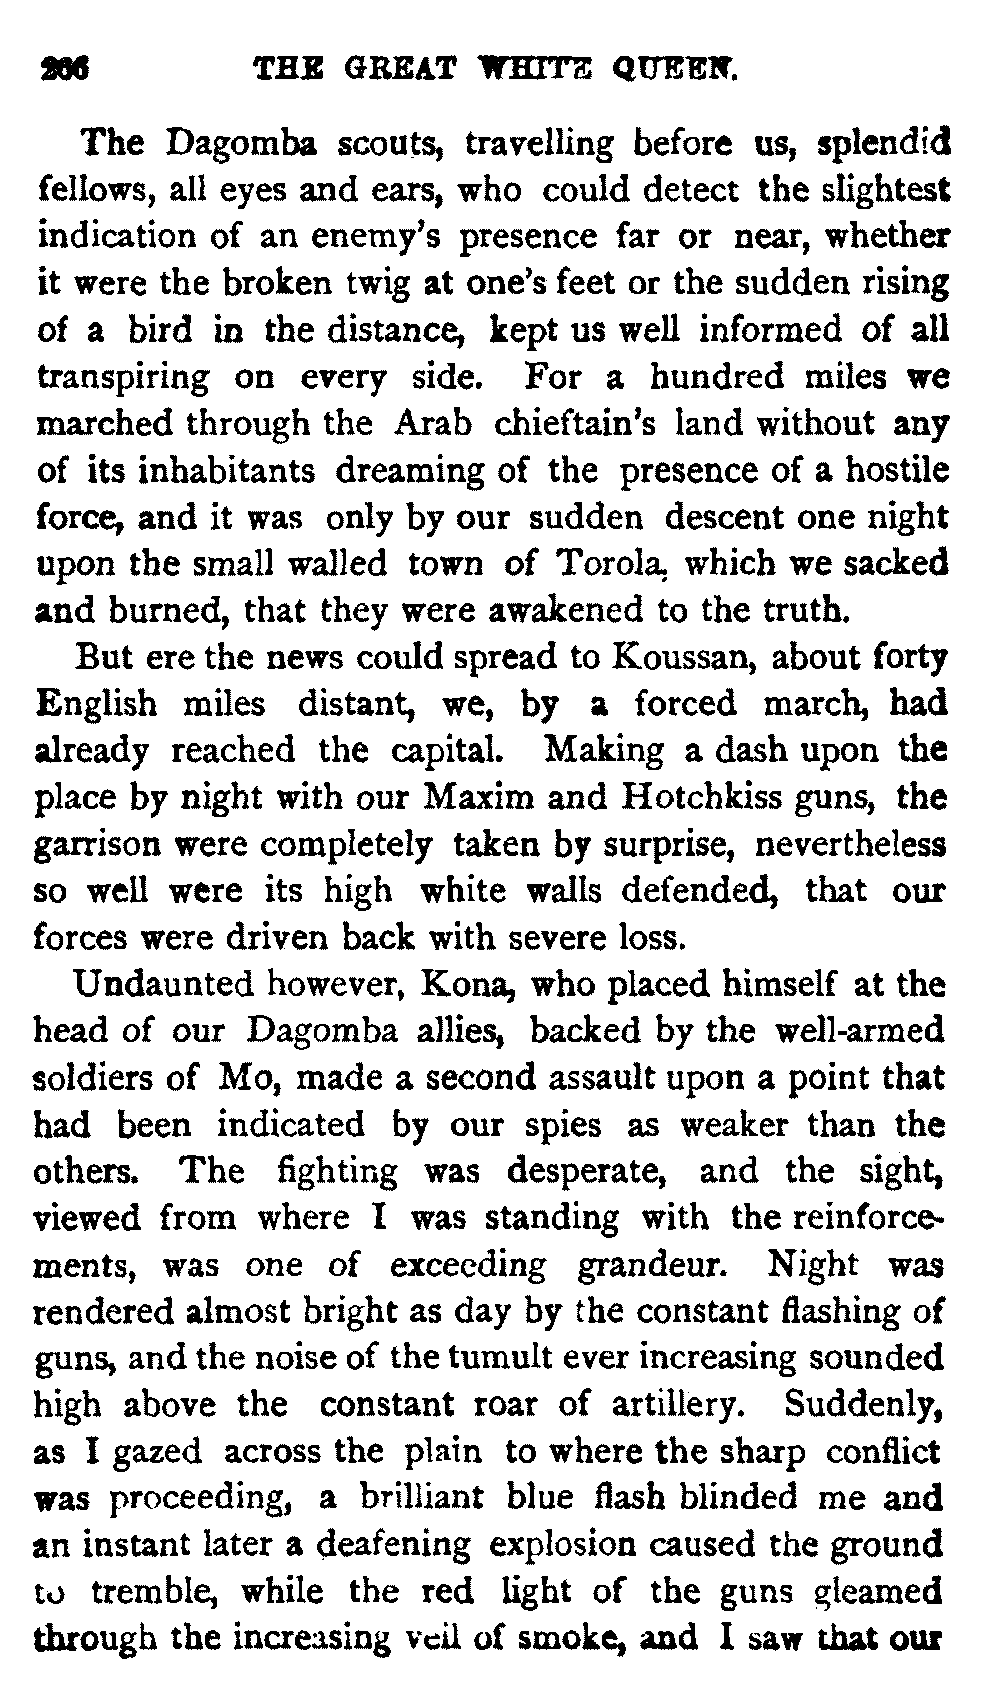 266 THE GREAT WHITE QUEEN.
The Dagomba scouts, travelling before us, splendid
fellows, all eyes and ears, who could detect the slightest
indication of an enemy's presence far or near, whether
it were the broken twig at one's feet or the sudden rising
of a bird in the distance, kept us well informed of all
transpiring on every side. For a hundred miles we
marched through the Arab chieftain's land without any
of its inhabitants dreaming of the presence of a hostile
force, and it was only by our sudden descent one night
upon the small walled town of Torola, which we sacked
and burned, that they were awakened to the truth.
But ere the news could spread to Koussan, about forty
English miles distant, we, by a forced march, had
already reached the capital. Making a dash upon the
place by night with our Maxim and Hotchkiss guns, the
garrison were completely taken by surprise, nevertheless
so well were its high white walls defended, that our
forces were driven back with severe loss.
Undaunted however, Kona, who placed himself at the
head of our Dagomba allies, backed by the well-armed
soldiers of Mo, made a second assault upon a point that
had been indicated by our spies as weaker than the
others. The fighting was desperate, and the sight,
viewed from where I was standing with the reinforce-
ments, was one of exceeding grandeur. Night was
rendered almost bright as day by the constant flashing of
guns, and the noise of the tumult ever increasing sounded
high above the constant roar of artillery. Suddenly,
as I gazed across the plain to where the sharp conflict
was proceeding, a brilliant blue flash blinded me and
an instant later a deafening explosion caused the ground
to tremble, while the red light of the guns gleamed
through the increasing veil of smoke, and I saw that our